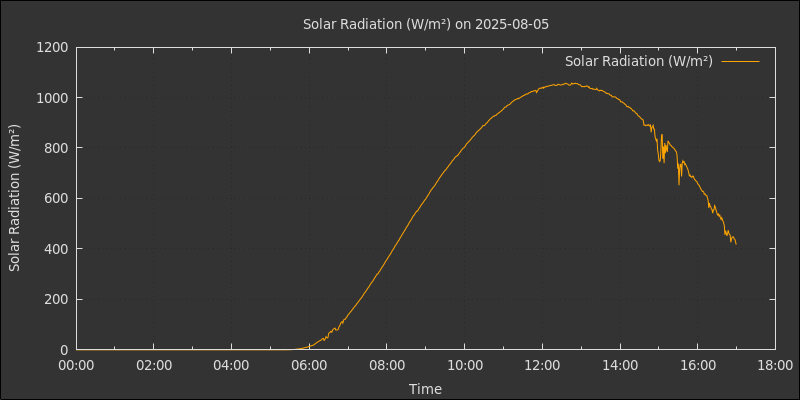 Solar Radiation (W/m²) on 2025-08-05
Solar Radiation (W/m²)
Solar Radiation (W/m²)
1200
1000
800
600
400
200
0
00:00 02:00 04:00 06:00 08:00 10:00 12:00 14:00 16:00 18:00
Time